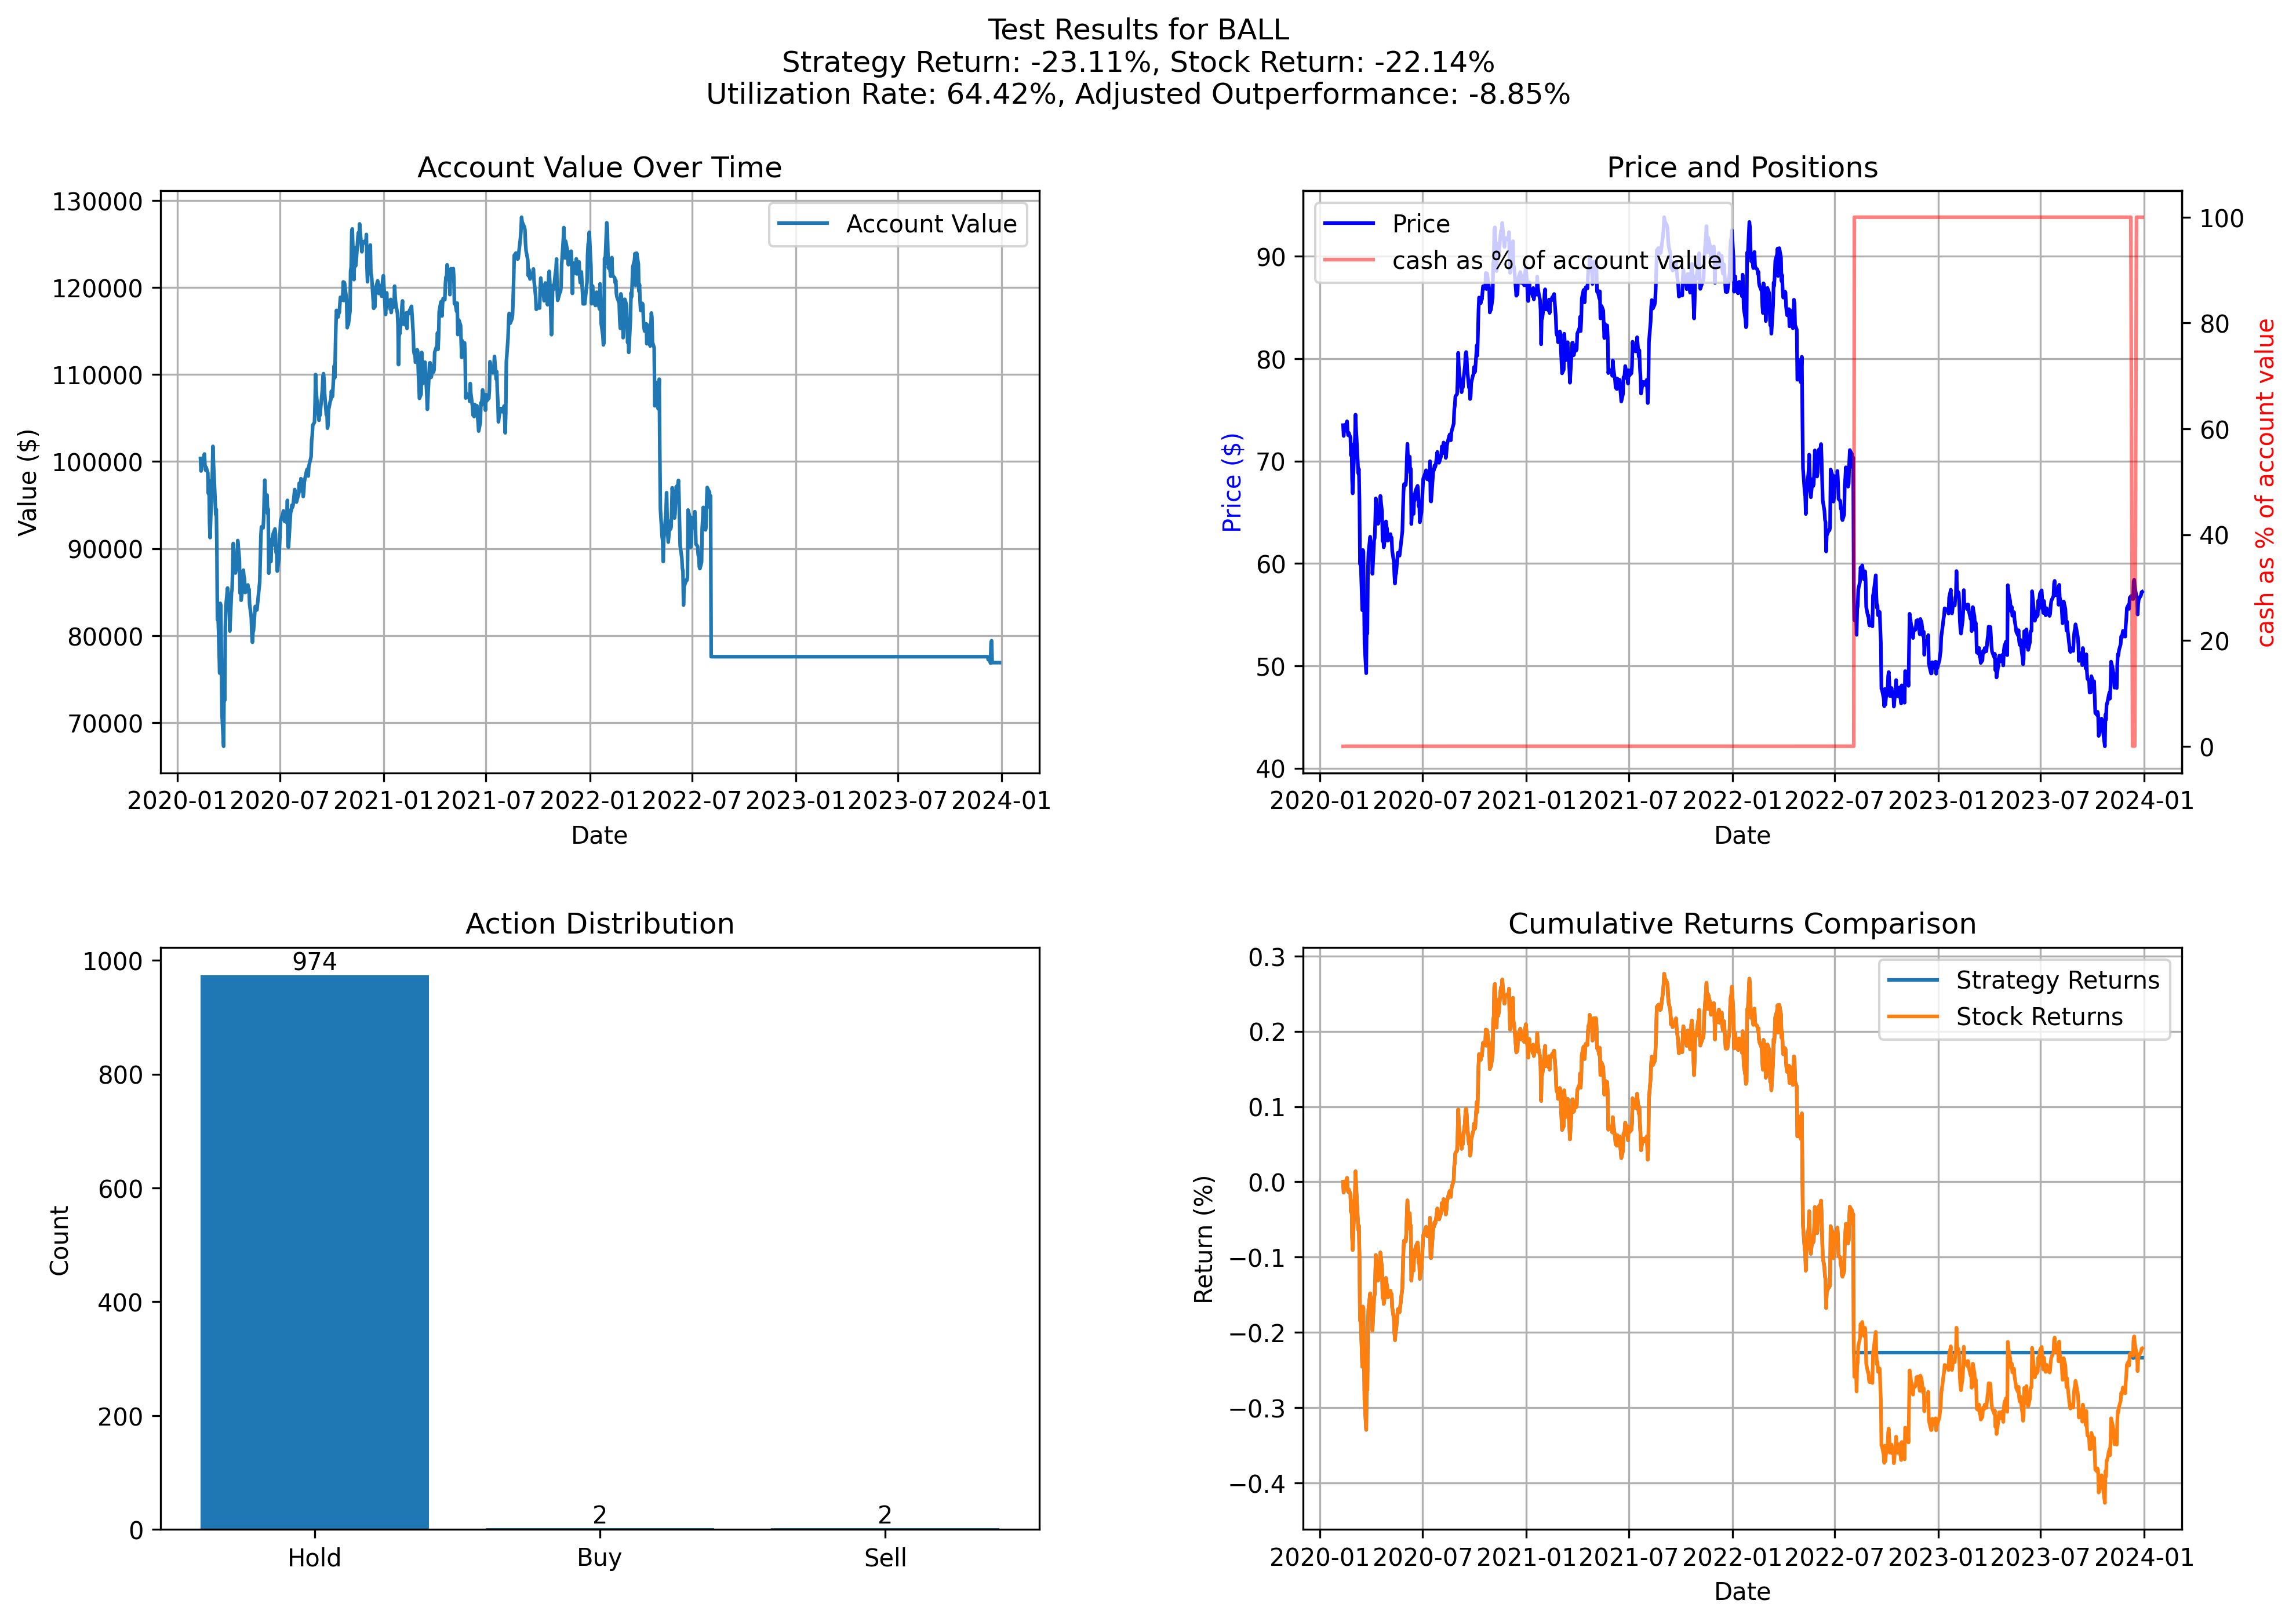 Test Results for BALL
Strategy Return: -23.11%, Stock Return: -22.14%
Utilization Rate: 64.42%, Adjusted Outperformance: -8.85%
Account Value Over Time
130000
120000
110000
100000
90000
80000
70000
Value ($)
Account Value
2020-01 2020-07 2021-01 2021-07 2022-01 2022-07 2023-01 2023-07 2024-01
Date
Price and Positions
90
80
70
60
50
40
Price ($)
Price
cash as % of account value
100
80
60
40
20
0
cash as % of account value
2020-01 2020-07 2021-01 2021-07 2022-01 2022-07 2023-01 2023-07 2024-01
Date
Action Distribution
1000
800
600
400
200
0
Count
974
2
2
Hold
Buy
Sell
Cumulative Returns Comparison
0.3
0.2
0.1
0.0
−0.1
−0.2
−0.3
−0.4
Return (%)
Strategy Returns
Stock Returns
2020-01 2020-07 2021-01 2021-07 2022-01 2022-07 2023-01 2023-07 2024-01
Date